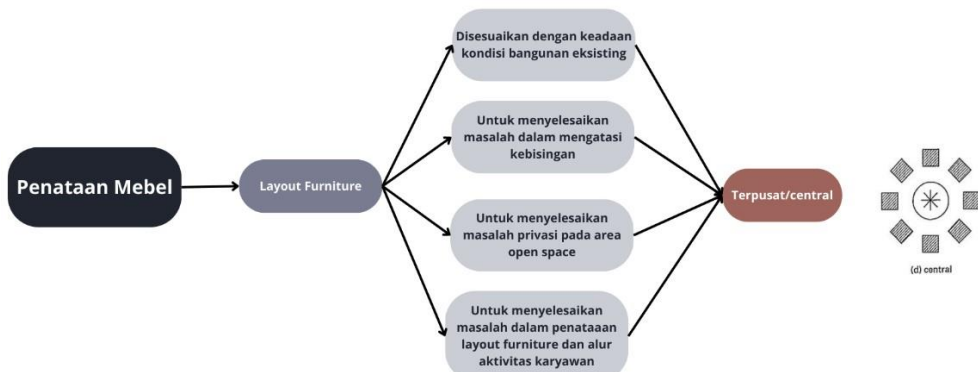 Penataan Mebel
Layout Furniture
Disesuaikan dengan keadaan
kondisi bangunan eksisting
Untuk menyelesaikan
masalah dalam mengatasi
kebisingan
Untuk menyelesaikan
masalah privasi pada area
open space
Untuk menyelesaikan
masalah dalam penataaan
layout furniture dan alur
aktivitas karyawan
Terpusat/central
(d) central